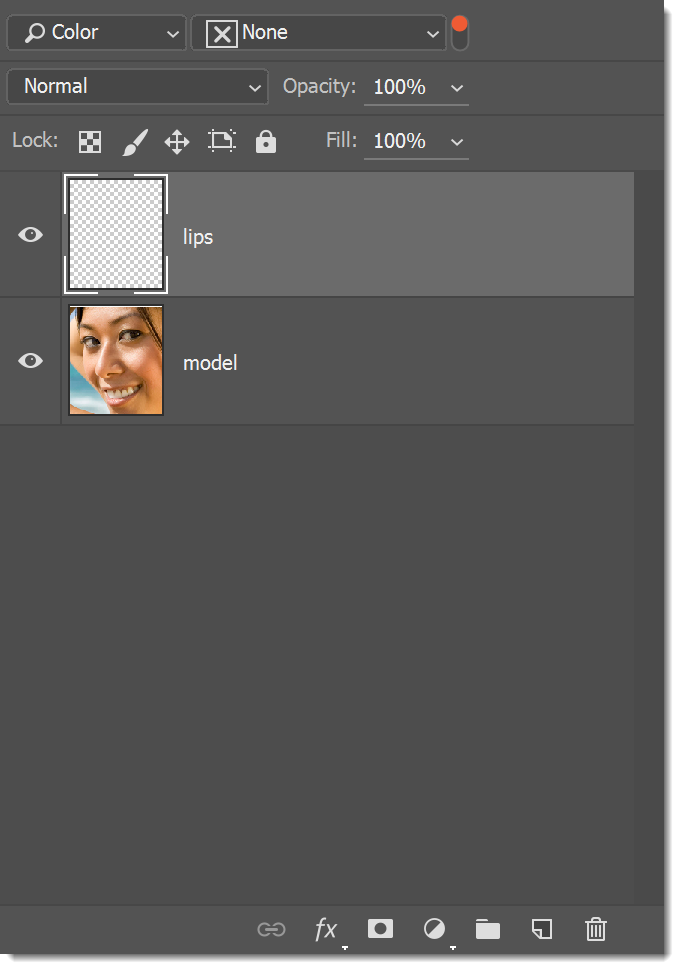 Color None
Normal Opacity: 100%
Lock: Fill: 100%
lips
model
fx